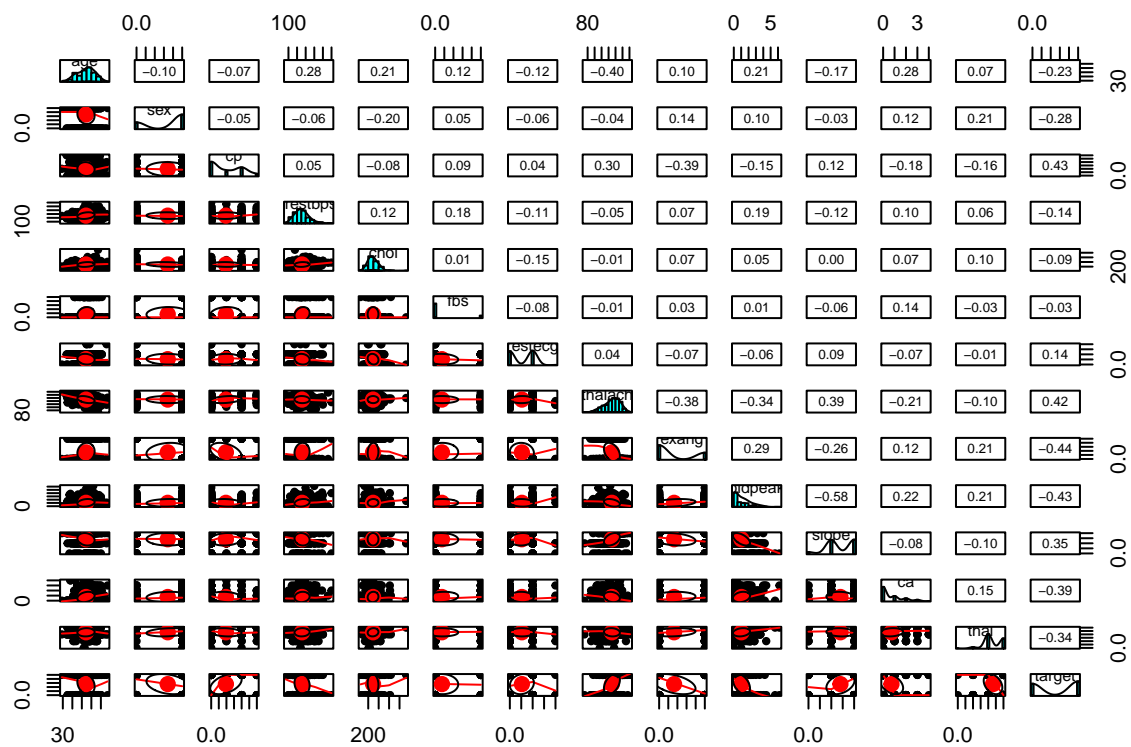 0.0 100 0.0 80 0 5 0 3 0.0
age −0.10 −0.07 0.28 0.21 0.12 −0.12 −0.40 0.10 0.21 −0.17 0.28 0.07 −0.23 30
0.0 sex −0.05 −0.06 −0.20 0.05 −0.06 −0.04 0.14 0.10 −0.03 0.12 0.21 −0.28
cp 0.05 −0.08 0.09 0.04 0.30 −0.39 −0.15 0.12 −0.18 −0.16 0.43 0.0
100 restbps 0.12 0.18 −0.11 −0.05 0.07 0.19 −0.12 0.10 0.06 −0.14
chol 0.01 −0.15 −0.01 0.07 0.05 0.00 0.07 0.10 −0.09 200
0.0 fbs −0.08 −0.01 0.03 0.01 −0.06 0.14 −0.03 −0.03
estecg 0.04 −0.07 −0.06 0.09 −0.07 −0.01 0.14 0.0
80 thalach −0.38 −0.34 0.39 −0.21 −0.10 0.42
exang 0.29 −0.26 0.12 0.21 −0.44 0.0
0 ldpeak −0.58 0.22 0.21 −0.43
slope −0.08 −0.10 0.35 0.0
0 ca 0.15 −0.39
thal −0.34 0.0
0.0 target
30 0.0 200 0.0 0.0 0.0 0.0